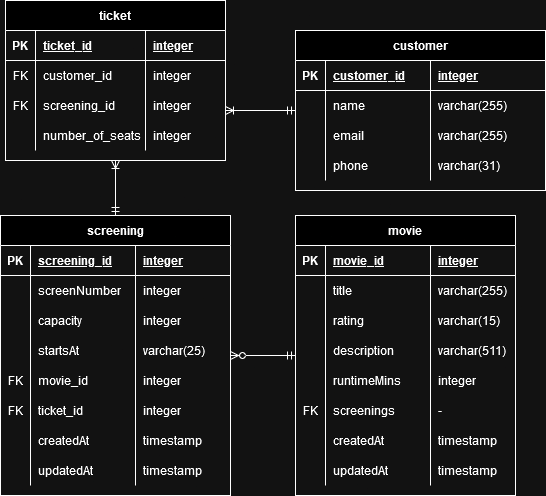 ticket
PK ticket_id integer
FK customer_id integer
FK screening_id integer
number_of_seats integer
customer
PK customer_id integer
name varchar(255)
email varchar(255)
phone varchar(31)
screening
PK screening_id integer
screenNumber integer
capacity integer
startsAt varchar(25)
FK movie_id integer
FK ticket_id integer
createdAt timestamp
updatedAt timestamp
movie
PK movie_id integer
title varchar(255)
rating varchar(15)
description varchar(511)
runtimeMins integer
FK screenings -
createdAt timestamp
updatedAt timestamp